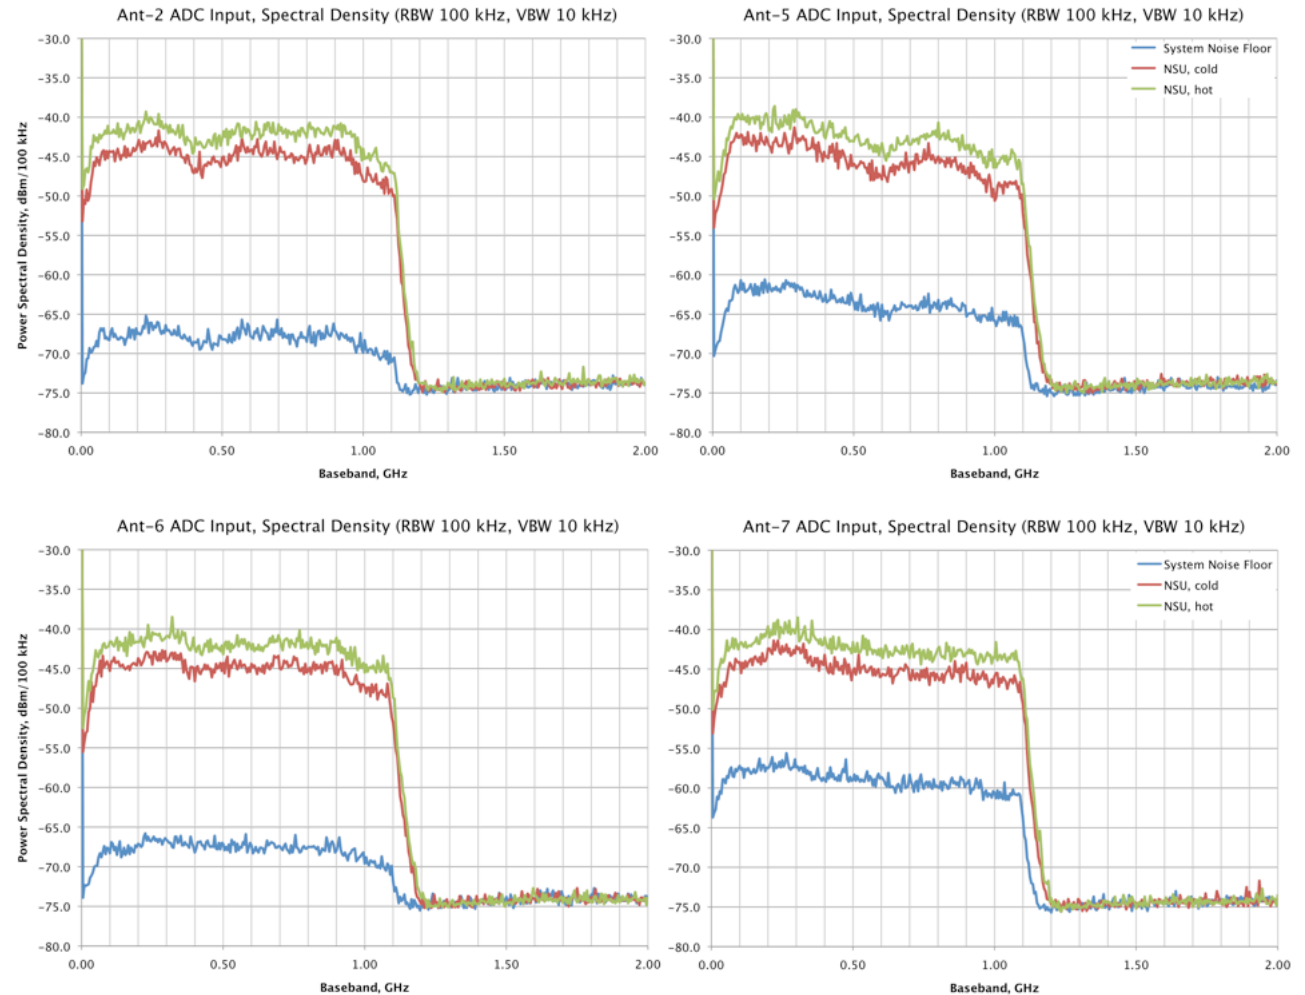 Ant-2 ADC Input, Spectral Density (RBW 100 kHz, VBW 10 kHz)
Power Spectral Density, dBm/100 kHz
-30.0
-35.0
-40.0
-45.0
-50.0
-55.0
-60.0
-65.0
-70.0
-75.0
-80.0
0.00 0.50 1.00 1.50 2.00
Baseband, GHz
Ant-5 ADC Input, Spectral Density (RBW 100 kHz, VBW 10 kHz)
System Noise Floor
NSU, cold
NSU, hot
-30.0
-35.0
-40.0
-45.0
-50.0
-55.0
-60.0
-65.0
-70.0
-75.0
-80.0
0.00 0.50 1.00 1.50 2.00
Baseband, GHz
Ant-6 ADC Input, Spectral Density (RBW 100 kHz, VBW 10 kHz)
Power Spectral Density, dBm/100 kHz
-30.0
-35.0
-40.0
-45.0
-50.0
-55.0
-60.0
-65.0
-70.0
-75.0
-80.0
0.00 0.50 1.00 1.50 2.00
Baseband, GHz
Ant-7 ADC Input, Spectral Density (RBW 100 kHz, VBW 10 kHz)
System Noise Floor
NSU, cold
NSU, hot
-30.0
-35.0
-40.0
-45.0
-50.0
-55.0
-60.0
-65.0
-70.0
-75.0
-80.0
0.00 0.50 1.00 1.50 2.00
Baseband, GHz